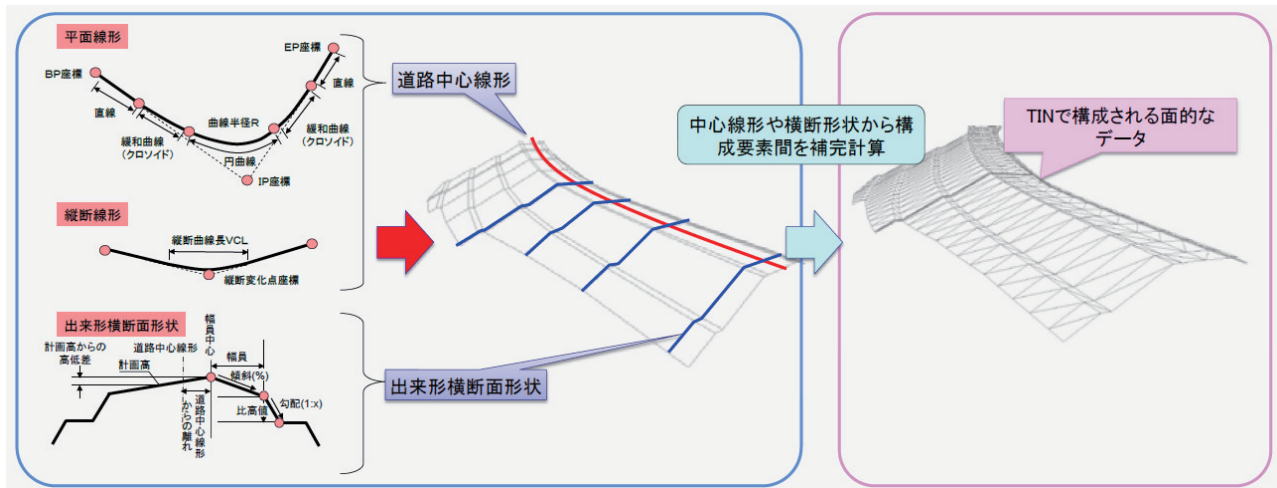 平面線形
EP座標
BP座標
直線
直線
曲線半径R
緩和曲線
(クロソイド)
緩和曲線
(クロソイド)
円曲線
IP座標
縦断線形
縦断曲線長VCL
縦断変化点座標
出来形横断面形状
計画高からの
高低差
道路中心線形
幅員中心
幅員
計画高
傾斜(%)
勾配(1:x)
比高値
道路中心線形
からの離れ
道路中心線形
出来形横断面形状
中心線形や横断形状から構
成要素間を補完計算
TINで構成される面的な
データ